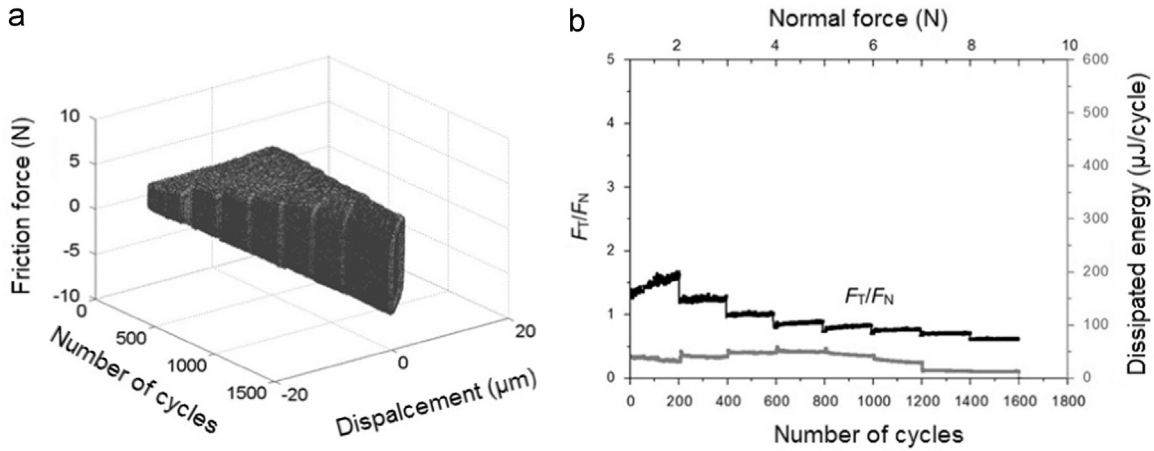 a
10
5
0
-5
-10
Friction force (N)
0
500
1000
1500
Number of cycles
-20
0
20
Dispalcement (µm)
b
Normal force (N)
2 4 6 8 10
5
4
3
2
1
0
FT/FN
FT/FN
600
500
400
300
200
100
0
Dissipated energy (µJ/cycle)
0 200 400 600 800 1000 1200 1400 1600 1800
Number of cycles